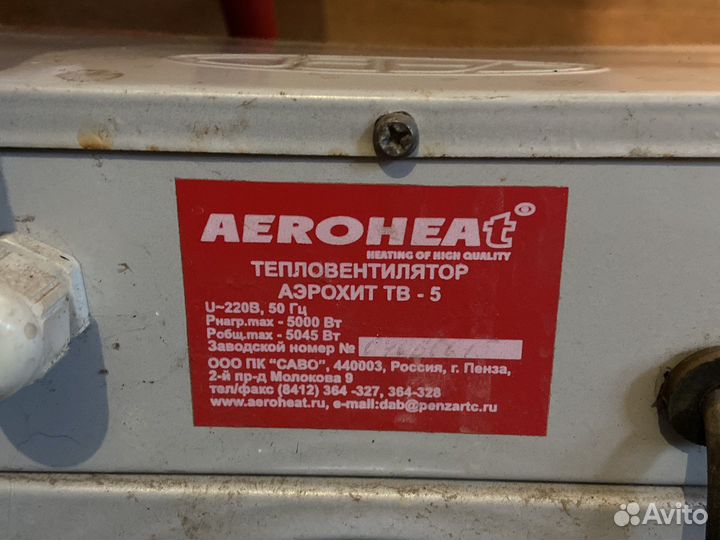 AEROHEAt
HEATING OF HIGH QUALITY
ТЕПЛОВЕНТИЛЯТОР
АЭРОХИТ ТВ - 5
U~220В, 50 Гц
Рнагр.max - 5000 Вт
Робщ.max - 5045 Вт
Заводской номер №
ООО ПК "САВО", 440003, Россия, г. Пенза,
2-й пр-д Молокова 9
тел/факс (8412) 364 -327, 364-328
www.aeroheat.ru, e-mail:dab@penzartc.ru
Avito